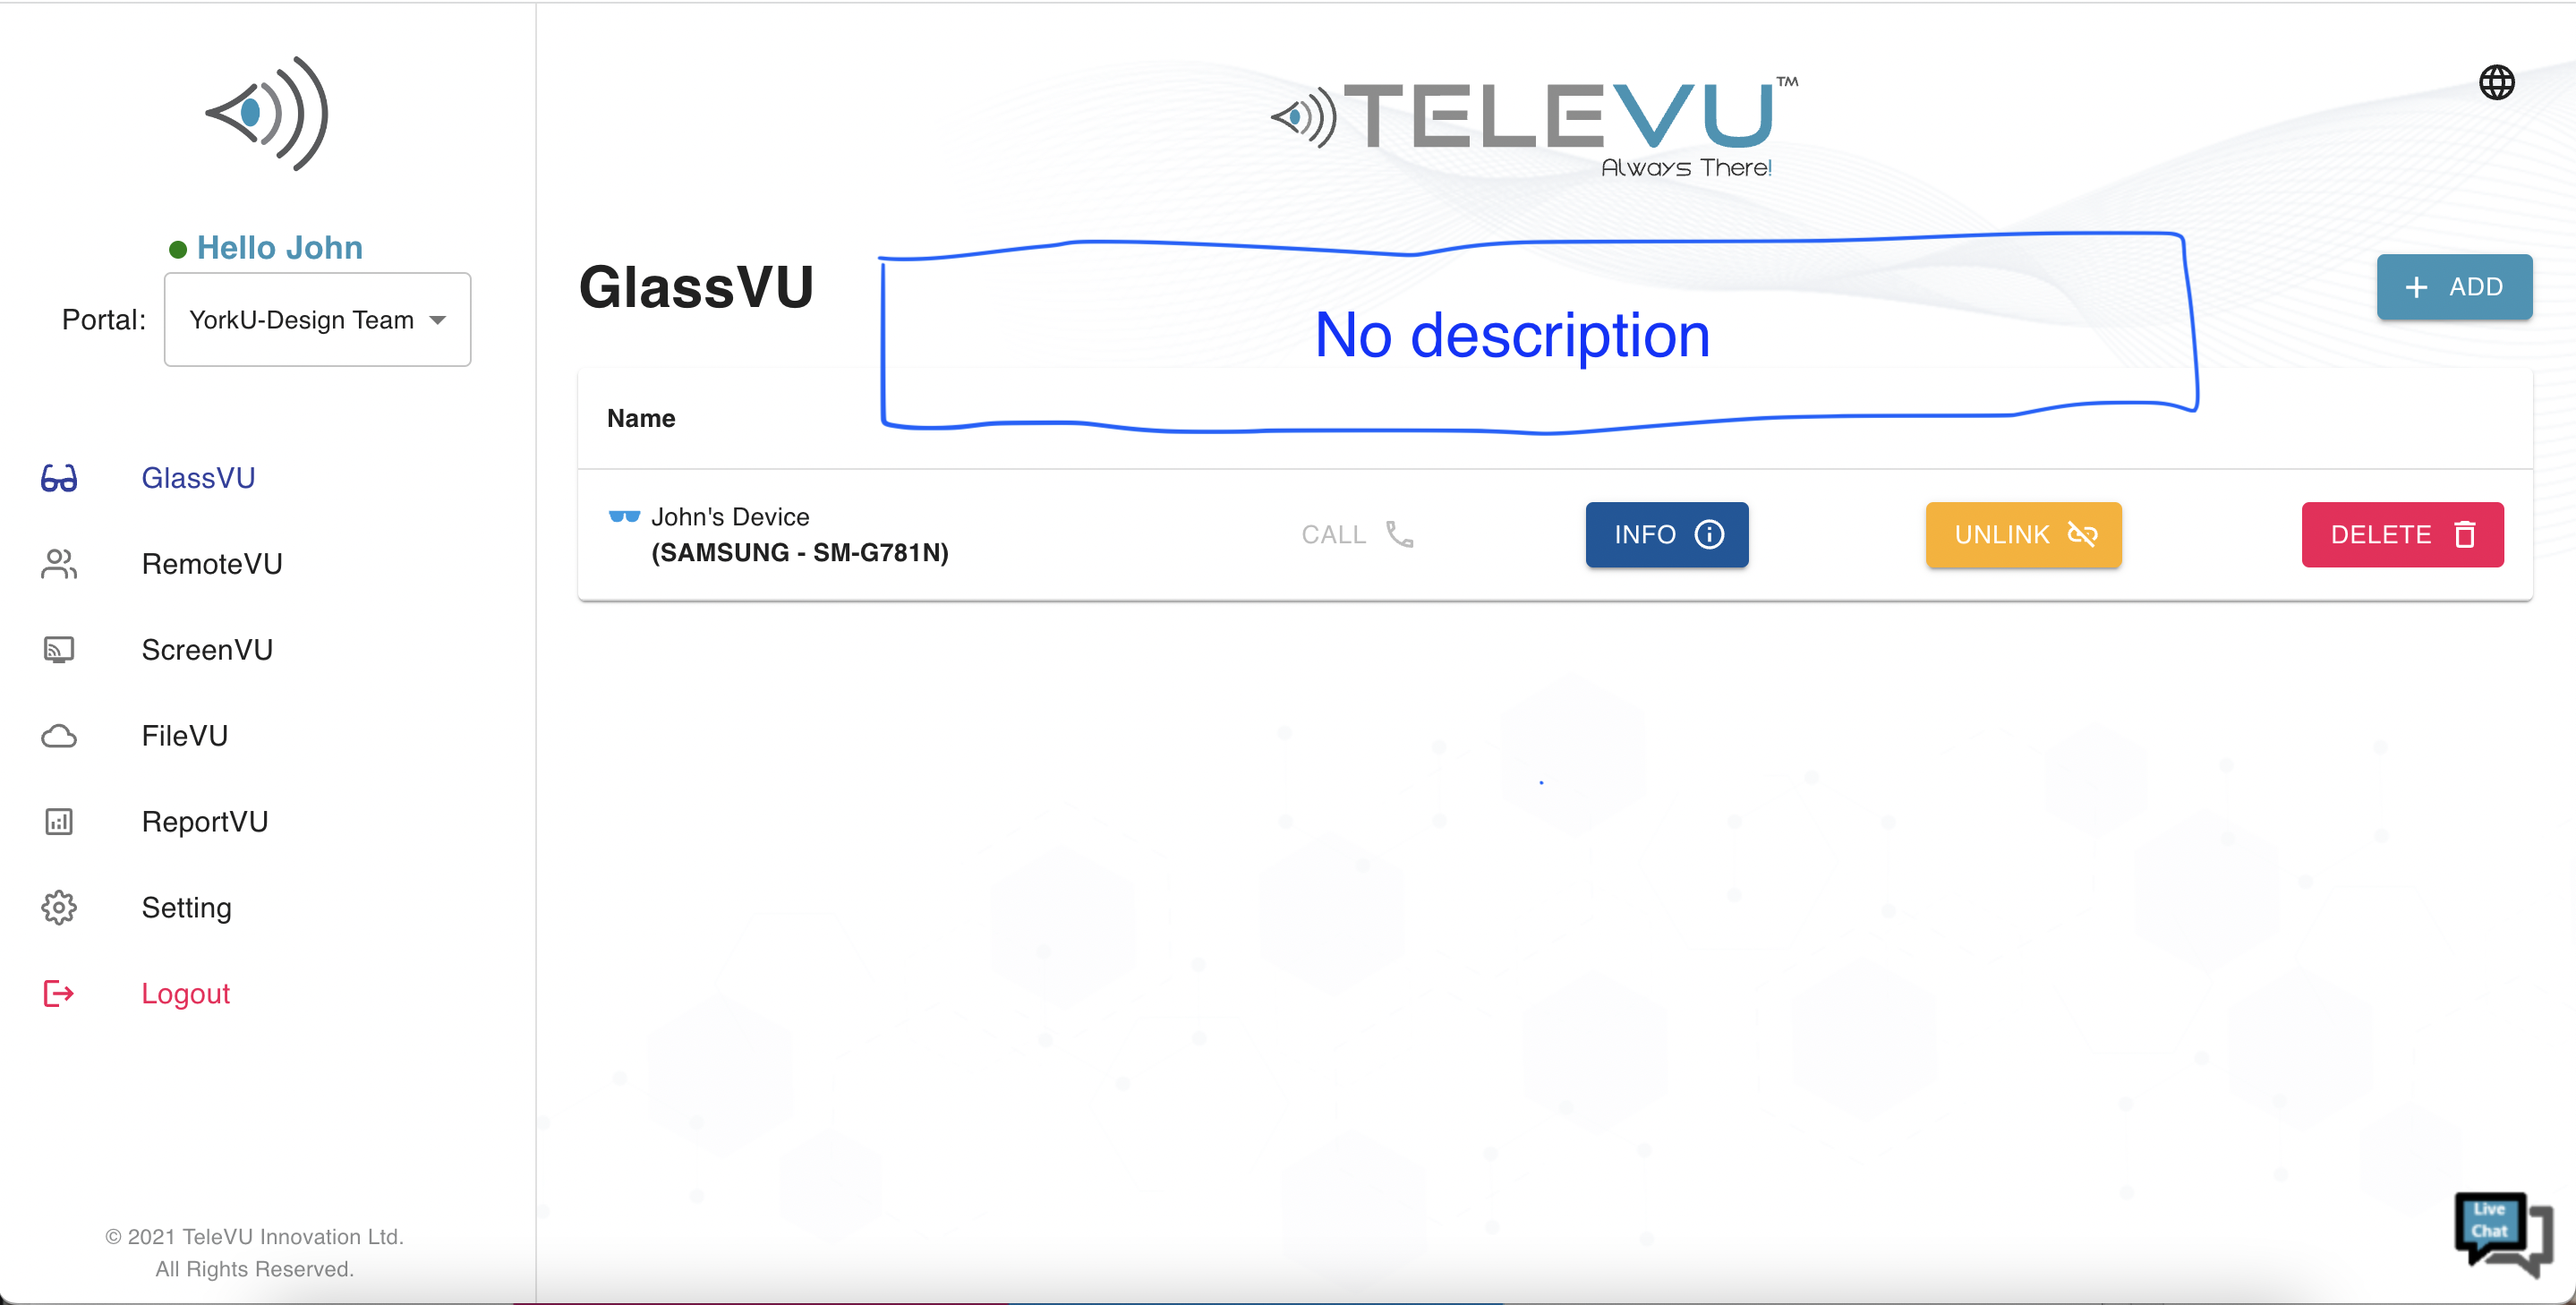 Hello John
Portal: YorkU-Design Team
GlassVU
RemoteVU
ScreenVU
FileVU
ReportVU
Setting
Logout
© 2021 TeleVU Innovation Ltd.
All Rights Reserved.
TELEVU™
Always There!
GlassVU
No description
+ ADD
Name
John's Device
(SAMSUNG - SM-G781N)
CALL
INFO
UNLINK
DELETE
Live
Chat